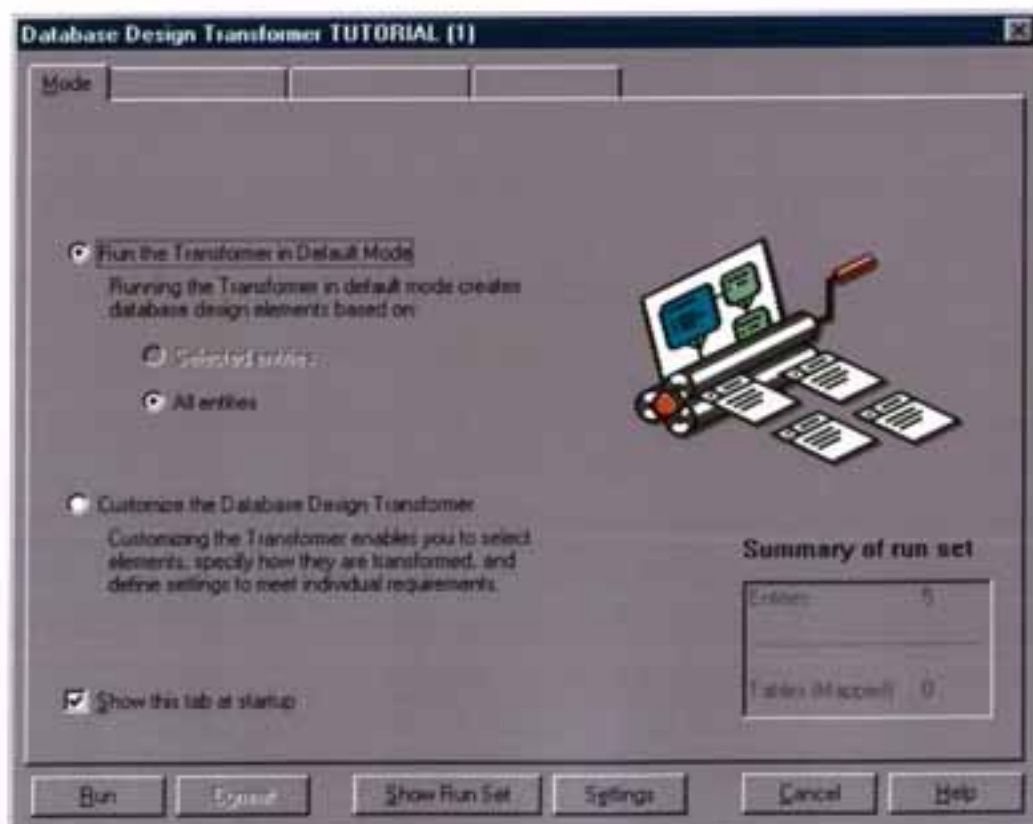 Database Design Transformer TUTORIAL (1)
Mode
Run the Transformer in Default Mode
Running the Transformer in default mode creates
database design elements based on:
All entities
Customize the Database Design Transformer
Customizing the Transformer enables you to select
elements, specify how they are transformed, and
define settings to meet individual requirements.
Summary of run set
Entities 5
Tables (Mapped) 0
Show this tab at startup
Run
Show Run Set
Settings
Cancel
Help